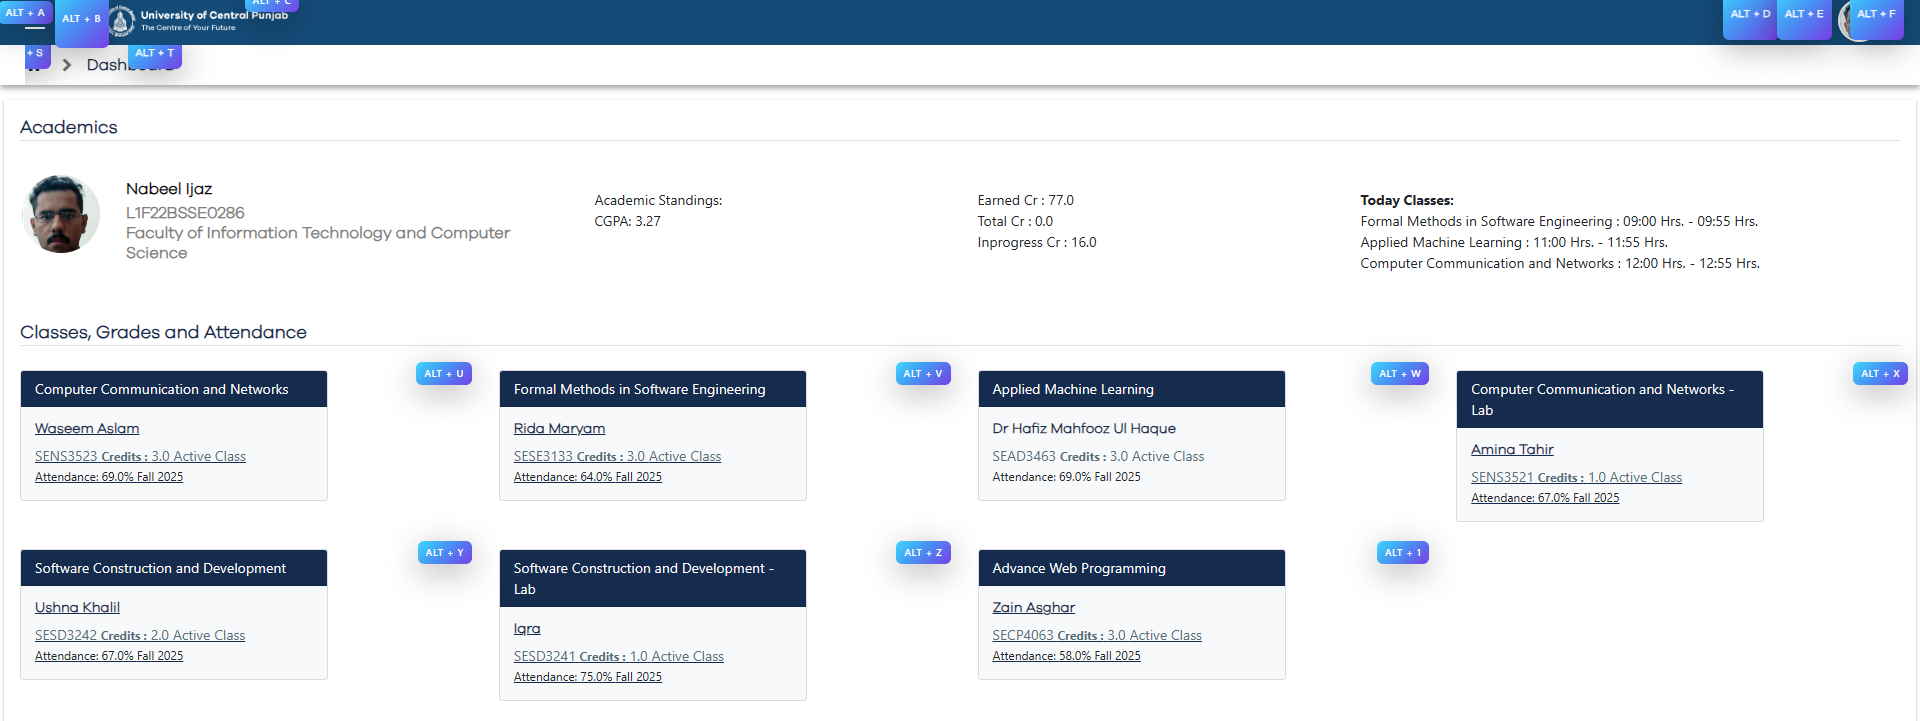 ALT + A
ALT + B
ALT + C
University of Central Punjab
The Centre of Your Future
ALT + D
ALT + E
ALT + F
+ S
ALT + T
Academics
Nabeel Ijaz
L1F22BSSE0286
Faculty of Information Technology and Computer
Science
Academic Standings:
CGPA: 3.27
Earned Cr : 77.0
Total Cr : 0.0
Inprogress Cr : 16.0
Today Classes:
Formal Methods in Software Engineering : 09:00 Hrs. - 09:55 Hrs.
Applied Machine Learning : 11:00 Hrs. - 11:55 Hrs.
Computer Communication and Networks : 12:00 Hrs. - 12:55 Hrs.
Classes, Grades and Attendance
Computer Communication and Networks
Waseem Aslam
SENS3523 Credits : 3.0 Active Class
Attendance: 69.0% Fall 2025
ALT + U
Formal Methods in Software Engineering
Rida Maryam
SESE3133 Credits : 3.0 Active Class
Attendance: 64.0% Fall 2025
ALT + V
Applied Machine Learning
Dr Hafiz Mahfooz Ul Haque
SEAD3463 Credits : 3.0 Active Class
Attendance: 69.0% Fall 2025
ALT + W
Computer Communication and Networks -
Lab
Amina Tahir
SENS3521 Credits : 1.0 Active Class
Attendance: 67.0% Fall 2025
ALT + X
Software Construction and Development
Ushna Khalil
SESD3242 Credits : 2.0 Active Class
Attendance: 67.0% Fall 2025
ALT + Y
Software Construction and Development -
Lab
Iqra
SESD3241 Credits : 1.0 Active Class
Attendance: 75.0% Fall 2025
ALT + Z
Advance Web Programming
Zain Asghar
SECP4063 Credits : 3.0 Active Class
Attendance: 58.0% Fall 2025
ALT + 1